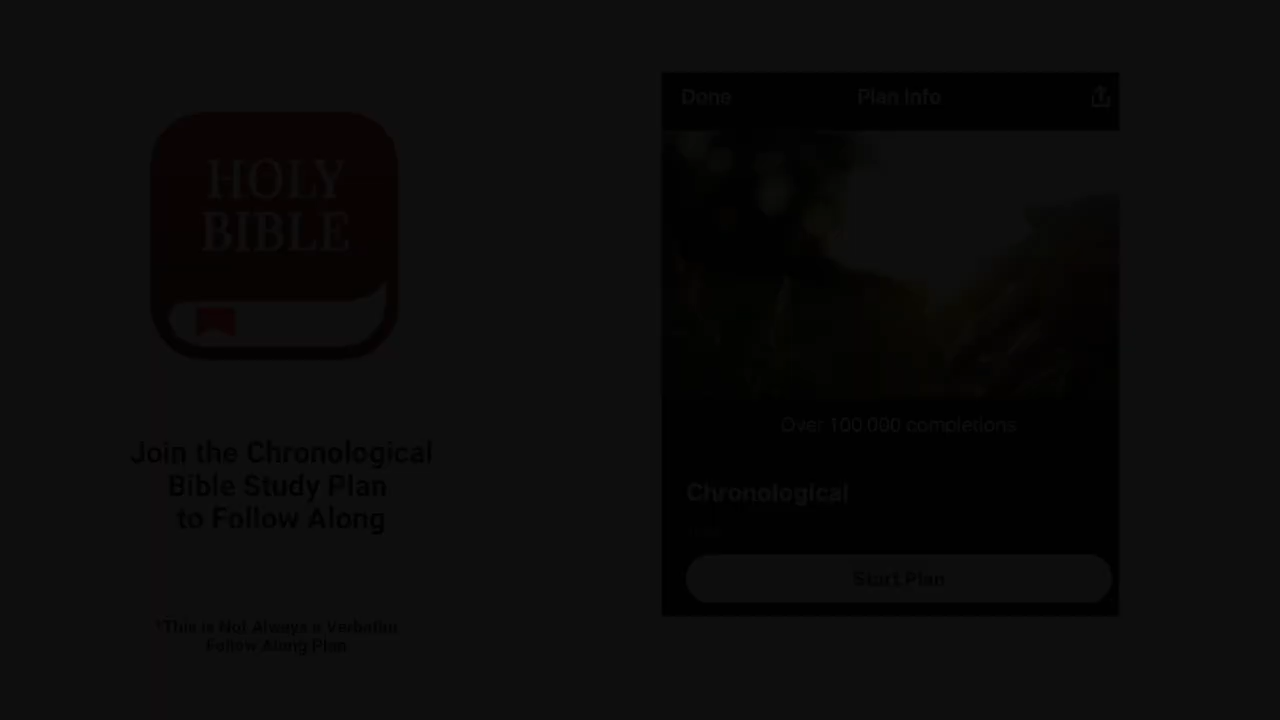 HOLY
BIBLE
Join the Chronological
Bible Study Plan
to Follow Along
*This is Not Always a Verbatim
Follow Along Plan
Done
Plan Info
Over 100,000 completions
Chronological
Start Plan